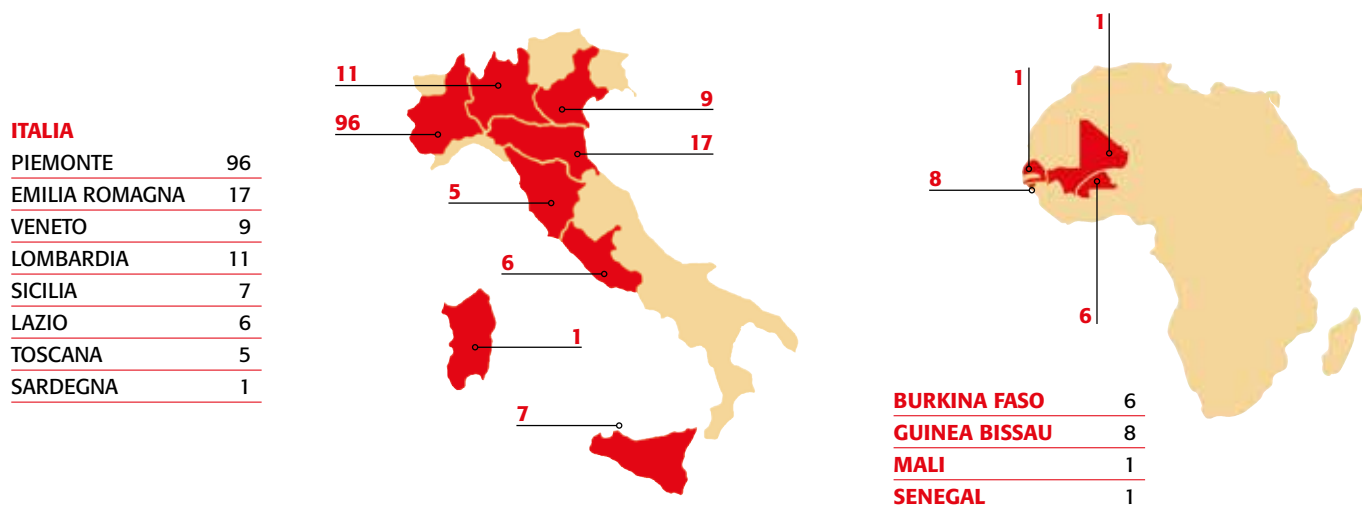 ITALIA
PIEMONTE 96
EMILIA ROMAGNA 17
VENETO 9
LOMBARDIA 11
SICILIA 7
LAZIO 6
TOSCANA 5
SARDEGNA 1
11
9
96
17
5
6
1
7
1
1
8
6
BURKINA FASO 6
GUINEA BISSAU 8
MALI 1
SENEGAL 1